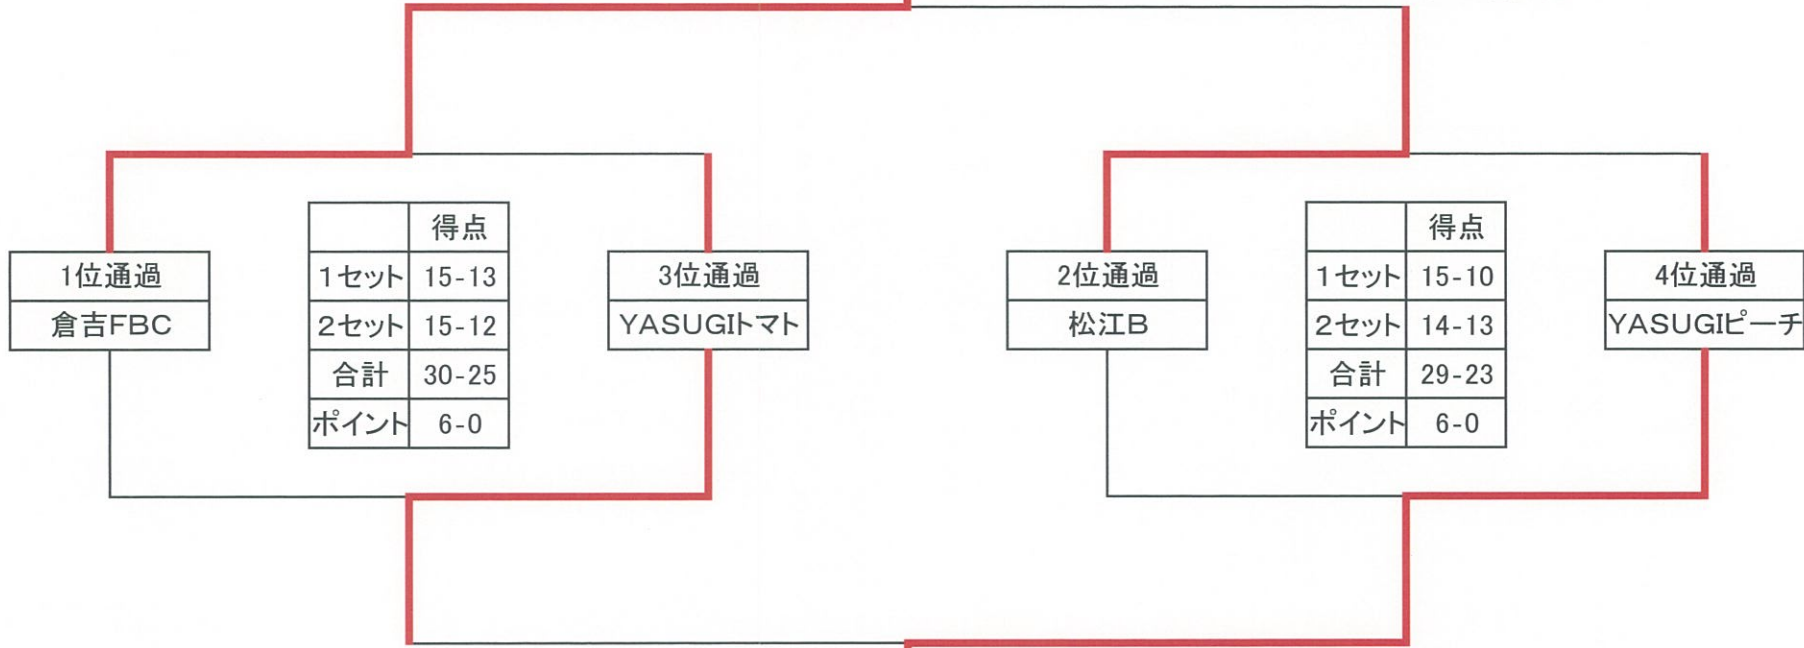 得点
1位通過
倉吉FBC
1セット 15-13
2セット 15-12
合計 30-25
ポイント 6-0
3位通過
YASUGIトマト
2位通過
松江B
得点
1セット 15-10
2セット 14-13
合計 29-23
ポイント 6-0
4位通過
YASUGIピーチ